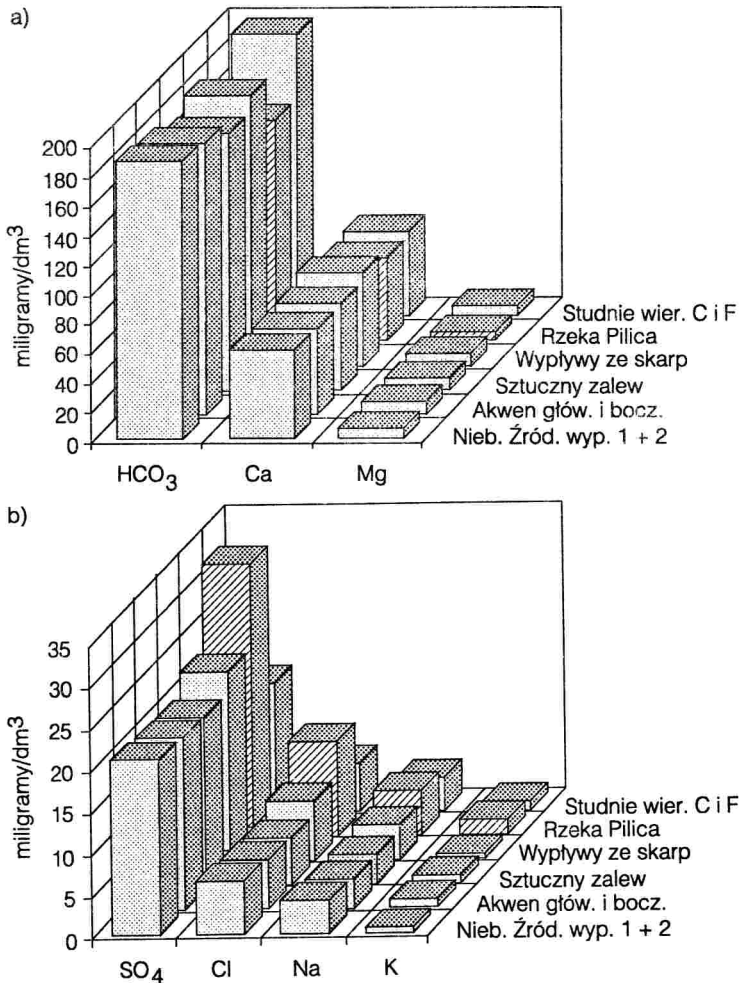 a)
200
180
160
140
120
100
80
60
40
20
0
miligramy/dm³
HCO₃ Ca Mg
Studnie wier. C i F
Rzeka Pilica
Wypływy ze skarp
Sztuczny zalew
Akwen głów. i bocz.
Nieb. Źród. wyp. 1 + 2
b)
35
30
25
20
15
10
5
0
miligramy/dm³
SO₄ Cl Na K
Studnie wier. C i F
Rzeka Pilica
Wypływy ze skarp
Sztuczny zalew
Akwen głów. i bocz.
Nieb. Źród. wyp. 1 + 2